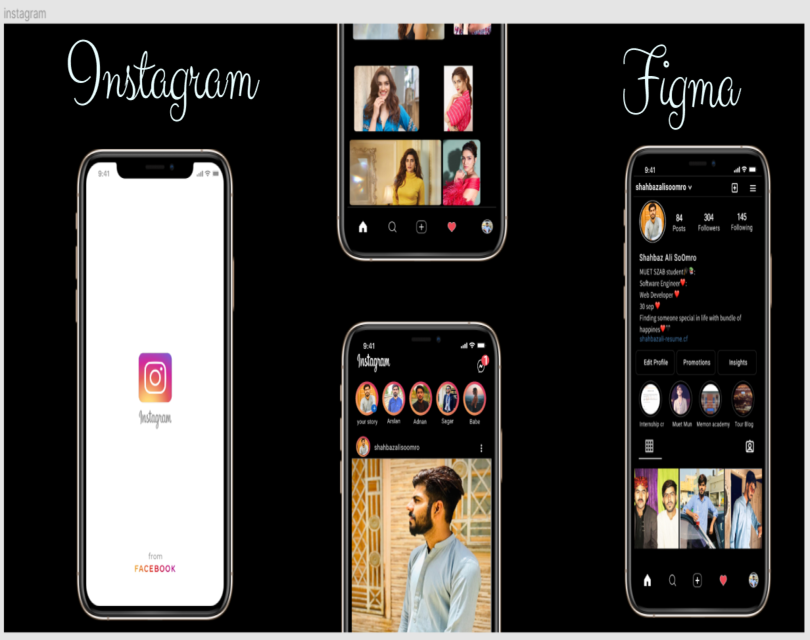 instagram
Instagram
Figma
9:41
Instagram
from
FACEBOOK
9:41
Instagram
1
your story
Arslan
Adnan
Sagar
Babe
shahbazalisoomro
9:41
shahbazalisoomro
84
304
145
Posts
Followers
Following
Shahbaz Ali SoOmro
MUET SZAB student
Software Engineer
Web Developer
30 sep
Finding someone special in life with bundle of
happines
shahbazali-resume.cf
Edit Profile
Promotions
Insights
Internship cr
Muet Mun
Memon academy
Tour Blog